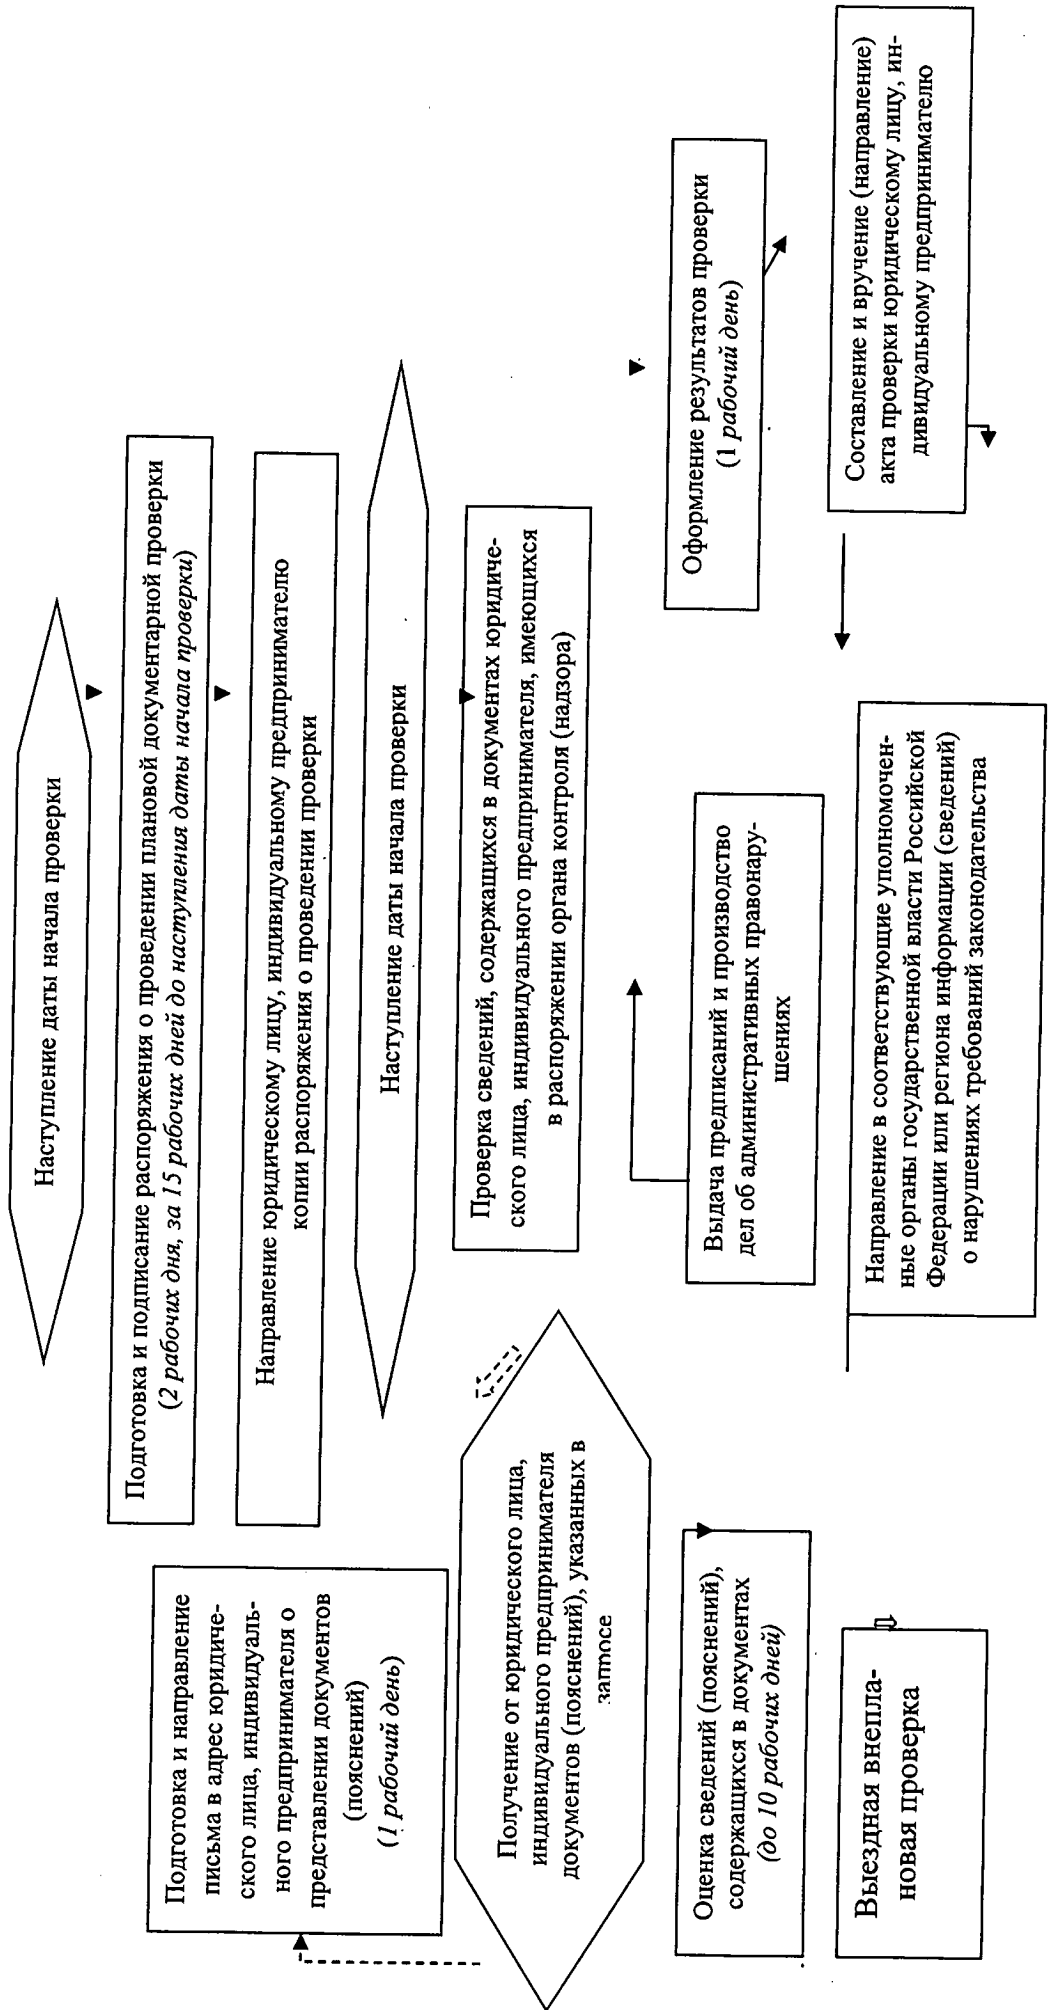 Наступление даты начала проверки
Подготовка и подписание распоряжения о проведении плановой документарной проверки
(2 рабочих дня, за 15 рабочих дней до наступления даты начала проверки)
Направление юридическому лицу, индивидуальному предпринимателю
копии распоряжения о проведении проверки
Наступление даты начала проверки
Подготовка и направление
письма в адрес юридиче-
ского лица, индивидуаль-
ного предпринимателя о
представлении документов
(пояснений)
(1 рабочий день)
Получение от юридического лица,
индивидуального предпринимателя
документов (пояснений), указанных в
запросе
Проверка сведений, содержащихся в документах юридиче-
ского лица, индивидуального предпринимателя, имеющихся
в распоряжении органа контроля (надзора)
Оценка сведений (пояснений),
содержащихся в документах
(до 10 рабочих дней)
Выдача предписаний и производство
дел об административных правонару-
шениях
Оформление результатов проверки
(1 рабочий день)
Выездная внепла-
новая проверка
Направление в соответствующие уполномочен-
ные органы государственной власти Российской
Федерации или региона информации (сведений)
о нарушениях требований законодательства
Составление и вручение (направление)
акта проверки юридическому лицу, ин-
дивидуальному предпринимателю